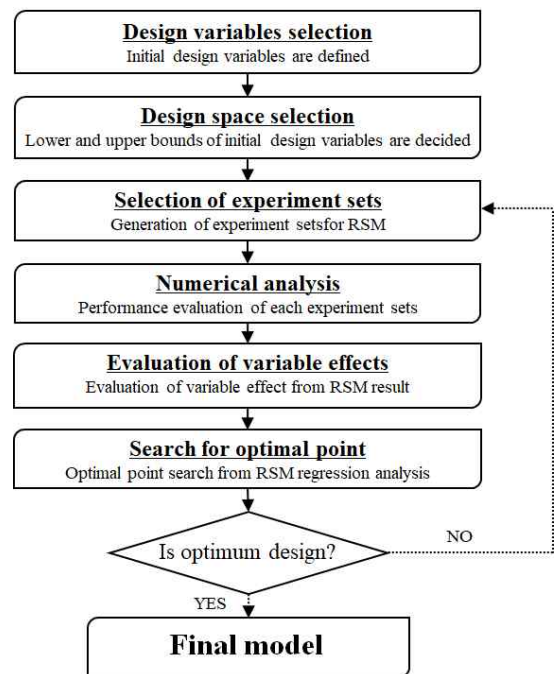 Design variables selection
Initial design variables are defined
Design space selection
Lower and upper bounds of initial design variables are decided
Selection of experiment sets
Generation of experiment setsfor RSM
Numerical analysis
Performance evaluation of each experiment sets
Evaluation of variable effects
Evaluation of variable effect from RSM result
Search for optimal point
Optimal point search from RSM regression analysis
Is optimum design?
NO
YES
Final model